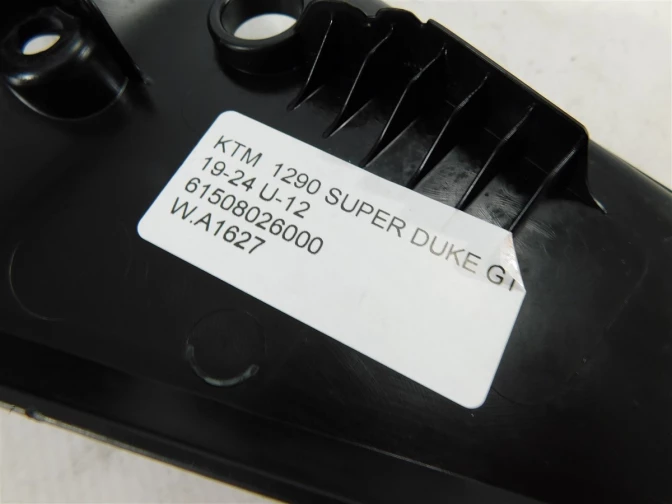 KTM 1290 SUPER DUKE GT
19-24 U-12
61508026000
W.A1627